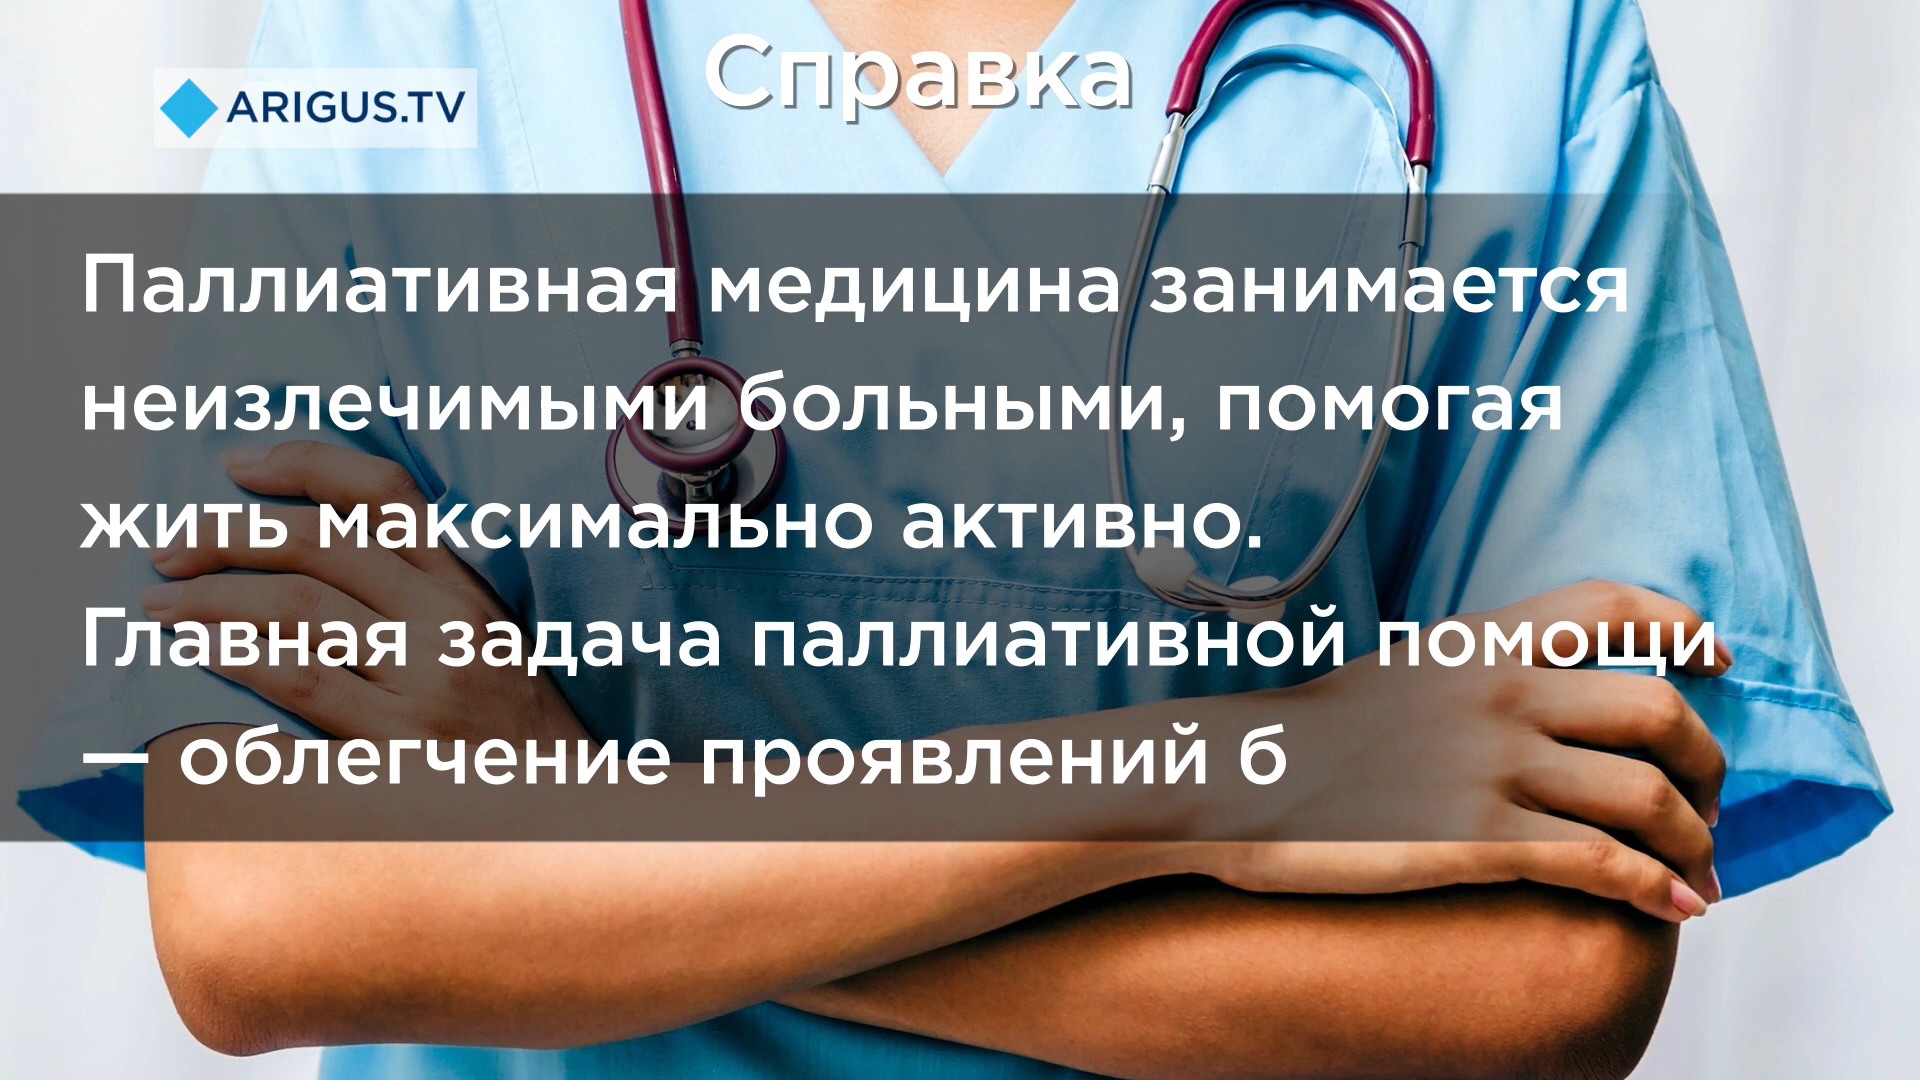 Справка
ARIGUS.TV
Паллиативная медицина занимается
неизлечимыми больными, помогая
жить максимально активно.
Главная задача паллиативной помощи
— облегчение проявлений б